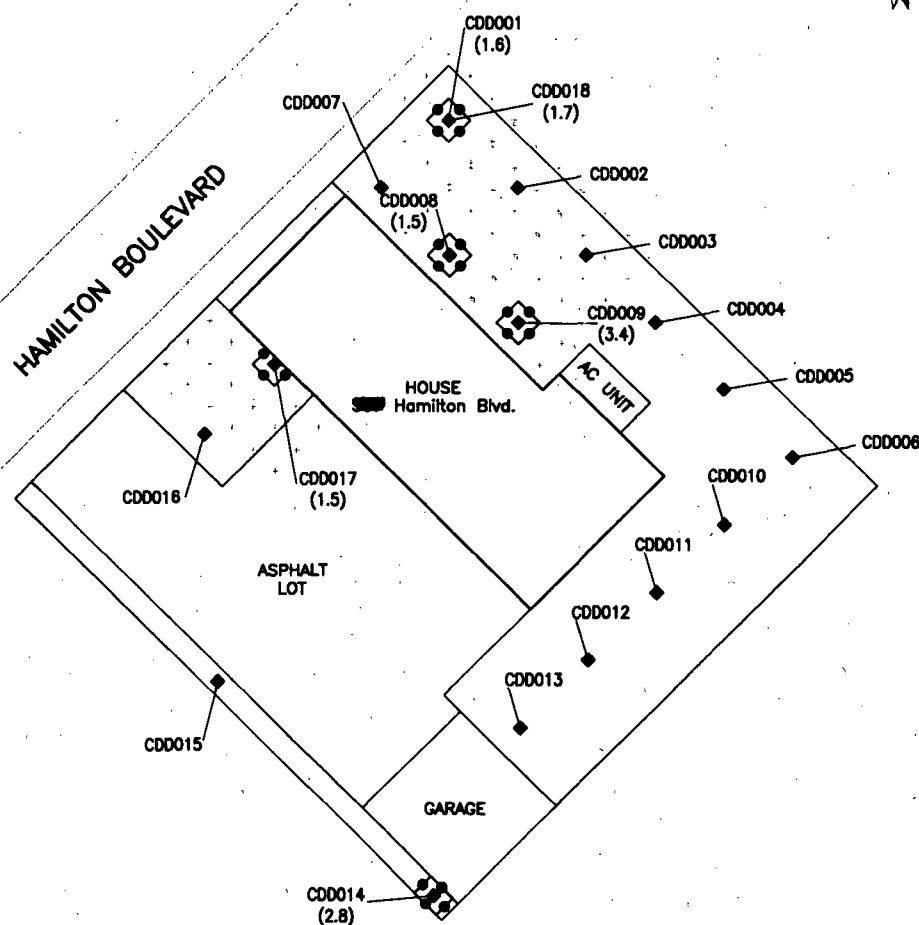 CDD001
(1.6)
CDD018
(1.7)
CDD007
CDD002
CDD008
(1.5)
CDD003
HAMILTON BOULEVARD
CDD009
(3.4)
CDD004
AC UNIT
CDD005
HOUSE
Hamilton Blvd.
CDD006
CDD016
CDD017
(1.5)
CDD010
CDD011
ASPHALT
LOT
CDD012
CDD013
CDD015
GARAGE
CDD014
(2.8)